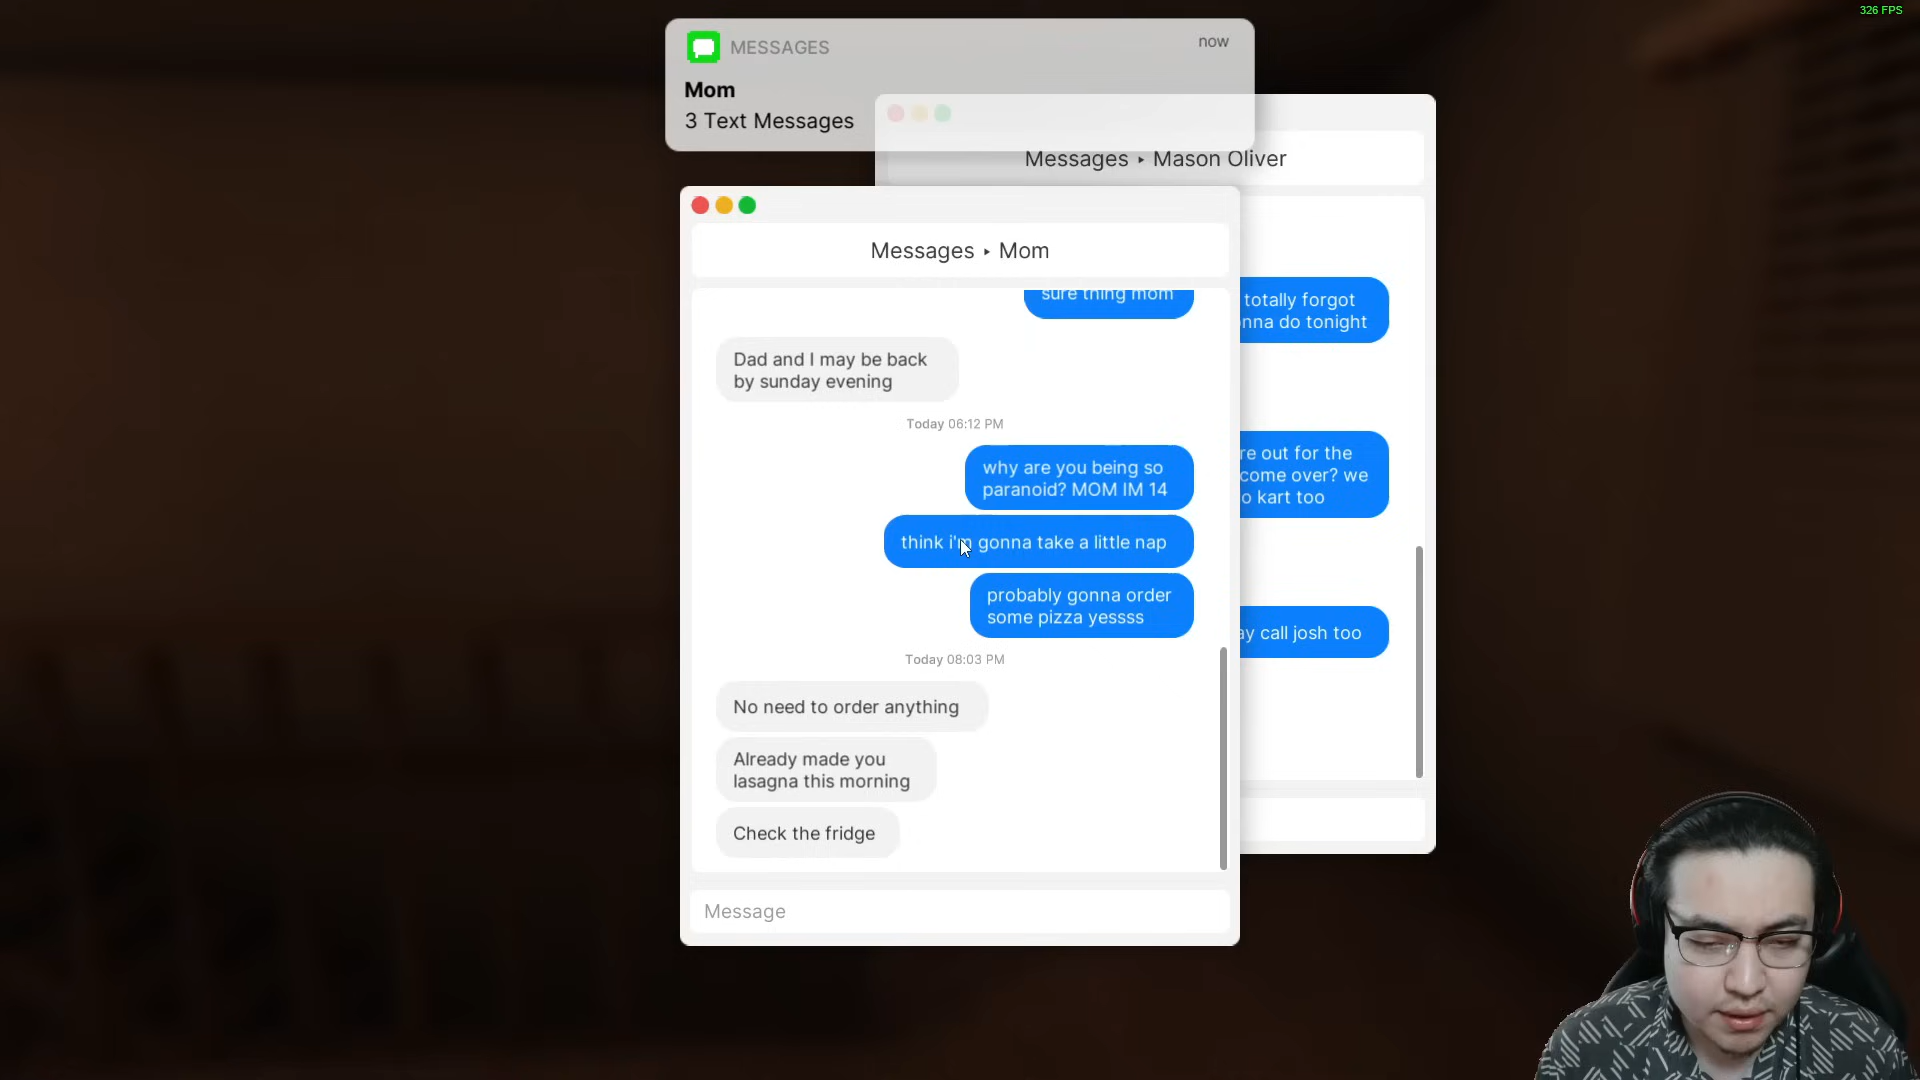 326 FPS
MESSAGES
now
Mom
3 Text Messages
Messages ▸ Mason Oliver
totally forgot
nna do tonight
re out for the
come over? we
o kart too
ay call josh too
Messages ▸ Mom
sure thing mom
Dad and I may be back
by sunday evening
Today 06:12 PM
why are you being so
paranoid? MOM IM 14
think i'm gonna take a little nap
probably gonna order
some pizza yessss
Today 08:03 PM
No need to order anything
Already made you
lasagna this morning
Check the fridge
Message